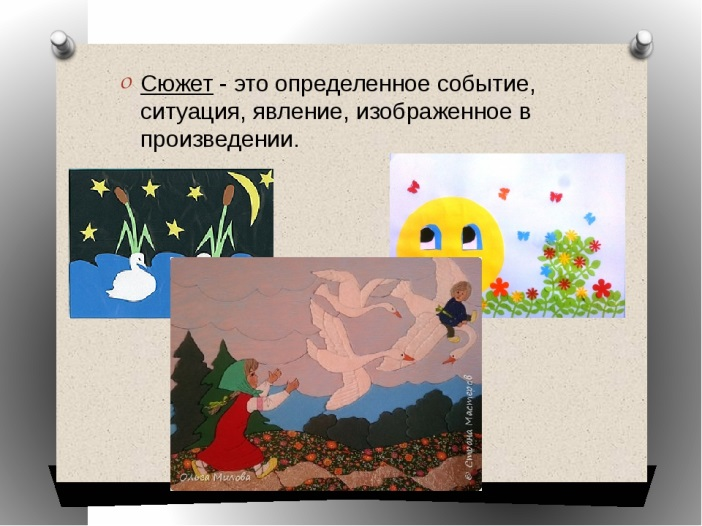 Сюжет - это определенное событие,
ситуация, явление, изображенное в
произведении.
Ольга Милова
© Страна Мастеров